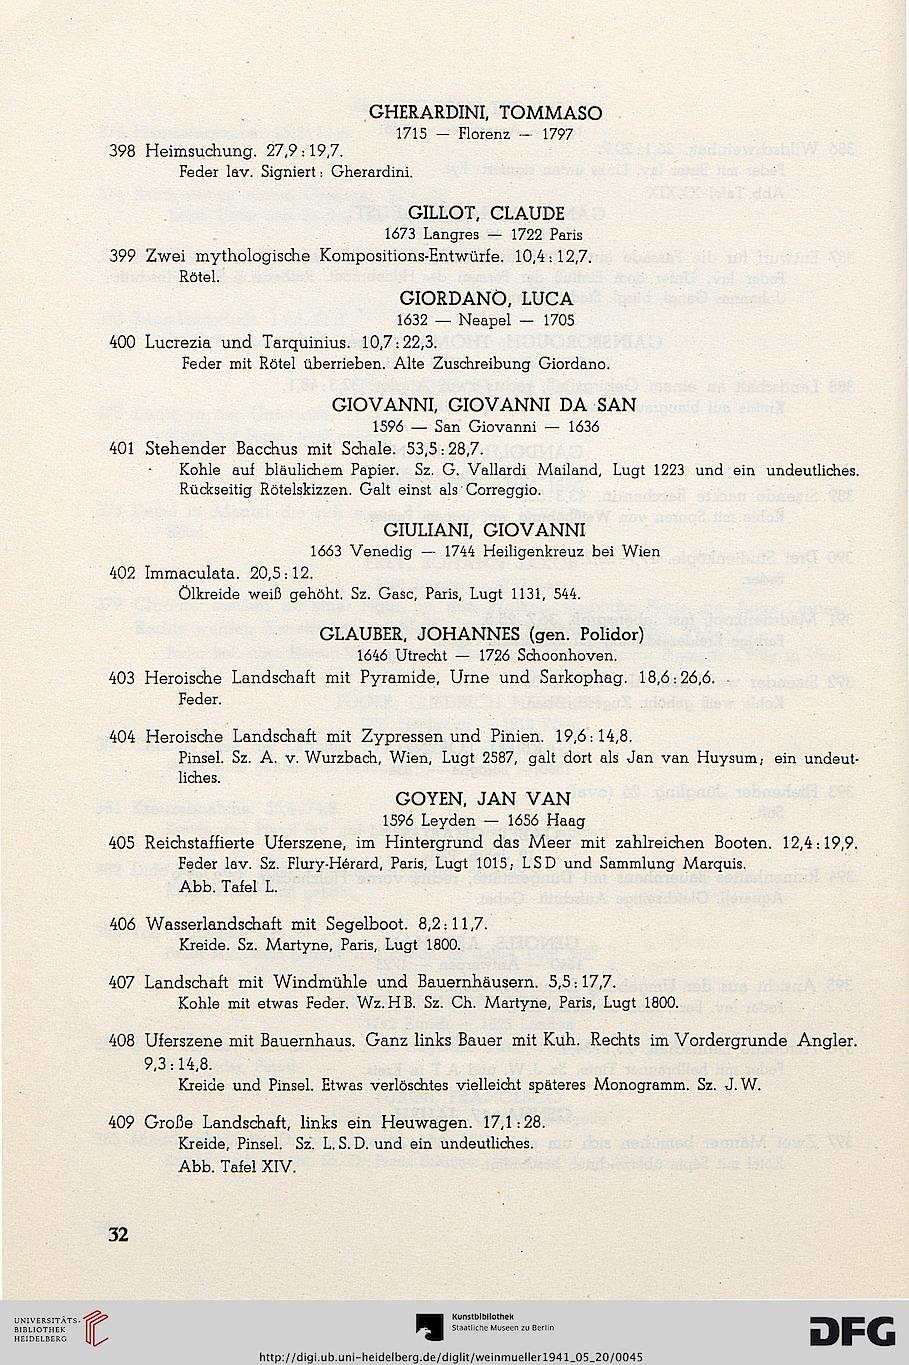 GHERARDINI, TOMMASO
1715 — Florenz — 1797
398 Heimsuchung. 27,9 : 19,7.
Feder lav. Signiert: Gherardini.
GILLOT, CLAUDE
1673 Langres — 1722 Paris
399 Zwei mythologische Kompositions-Entwürfe. 10,4 : 12,7.
Rötel.
GIORDANO, LUCA
1632 — Neapel — 1705
400 Lucrezia und Tarquinius. 10,7 : 22,3.
Feder mit Rötel überrieben. Alte Zuschreibung Giordano.
GIOVANNI, GIOVANNI DA SAN
1596 — San Giovanni — 1636
401 Stehender Bacchus mit Schale. 53,5 : 28,7.
Kohle auf bläulichem Papier. Sz. G. Vallardi Mailand, Lugt 1223 und ein undeutliches.
Rückseitig Rötelskizzen. Galt einst als Correggio.
GIULIANI, GIOVANNI
1663 Venedig — 1744 Heiligenkreuz bei Wien
402 Immaculata. 20,5 : 12.
Ölkreide weiß gehöht. Sz. Gasc, Paris, Lugt 1131, 544.
GLAUBER, JOHANNES (gen. Polidor)
1646 Utrecht — 1726 Schoonhoven.
403 Heroische Landschaft mit Pyramide, Urne und Sarkophag. 18,6 : 26,6.
Feder.
404 Heroische Landschaft mit Zypressen und Pinien. 19,6 : 14,8.
Pinsel. Sz. A. v. Wurzbach, Wien, Lugt 2587, galt dort als Jan van Huysum; ein undeut-
liches.
GOYEN, JAN VAN
1596 Leyden — 1656 Haag
405 Reichstaffierte Uferszene, im Hintergrund das Meer mit zahlreichen Booten. 12,4 : 19,9.
Feder lav. Sz. Flury-Hérard, Paris, Lugt 1015; LSD und Sammlung Marquis.
Abb. Tafel L.
406 Wasserlandschaft mit Segelboot. 8,2 : 11,7.
Kreide. Sz. Martyne, Paris, Lugt 1800.
407 Landschaft mit Windmühle und Bauernhäusern. 5,5 : 17,7.
Kohle mit etwas Feder. Wz. HB. Sz. Ch. Martyne, Paris, Lugt 1800.
408 Uferszene mit Bauernhaus. Ganz links Bauer mit Kuh. Rechts im Vordergrunde Angler.
9,3 : 14,8.
Kreide und Pinsel. Etwas verlöschtes vielleicht späteres Monogramm. Sz. J. W.
409 Große Landschaft, links ein Heuwagen. 17,1 : 28.
Kreide, Pinsel. Sz. L. S. D. und ein undeutliches.
Abb. Tafel XIV.
32
UNIVERSITÄTS-
BIBLIOTHEK
HEIDELBERG
Kunstbibliothek
Staatliche Museen zu Berlin
DFG
http://digi.ub.uni-heidelberg.de/diglit/weinmueller1941_05_20/0045